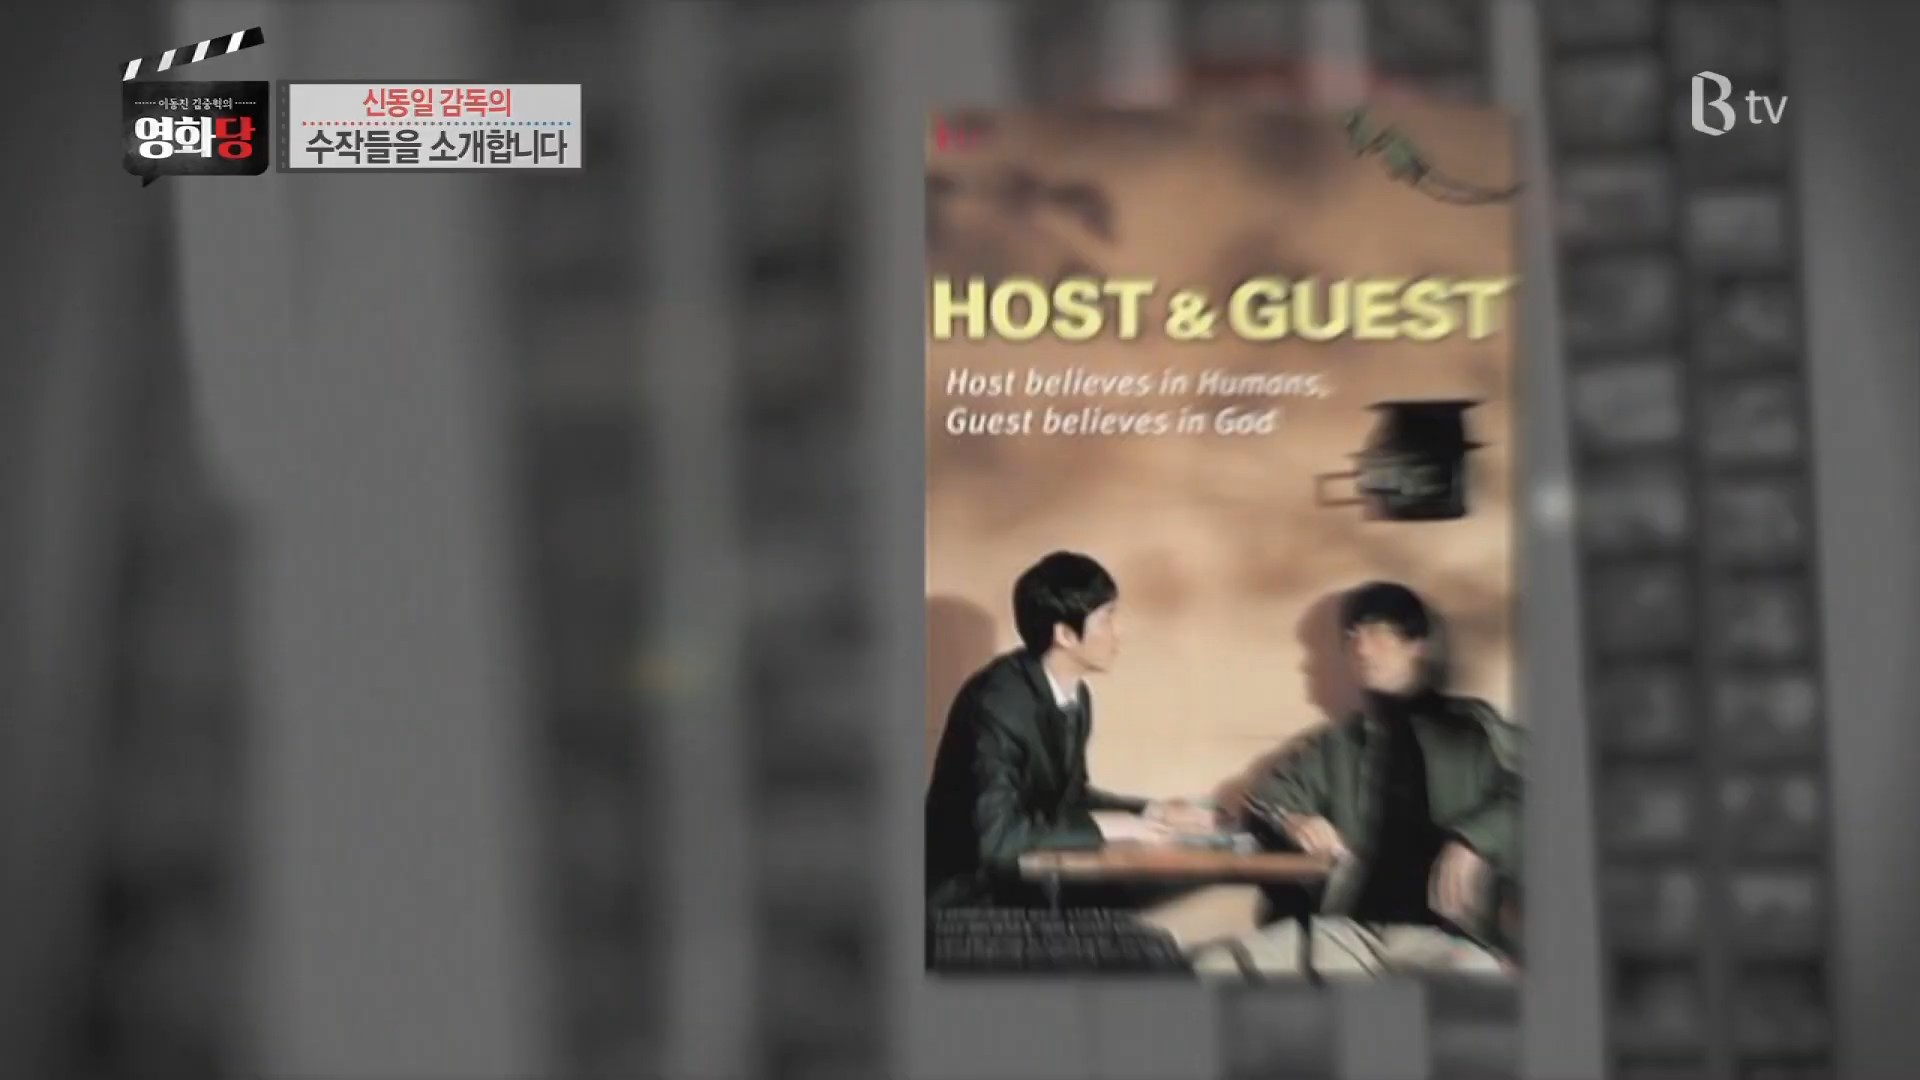 이동진 김중혁의
영화당
신동일 감독의
수작들을 소개합니다
B tv
HOST & GUEST
Host believes in Humans,
Guest believes in God